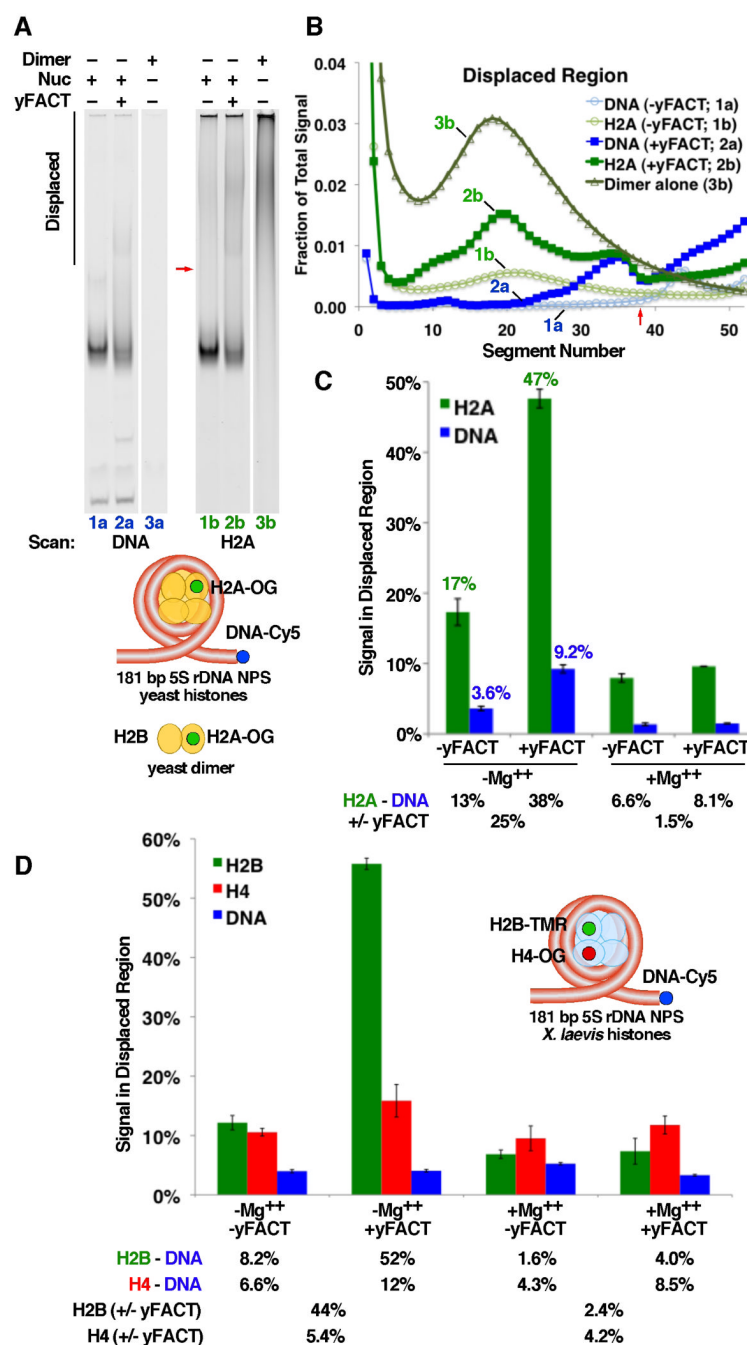 A
Dimer – – + – – +
Nuc + + – + + –
yFACT – + – – + –
Displaced
1a 2a 3a 1b 2b 3b
Scan: DNA H2A
H2A-OG
DNA-Cy5
181 bp 5S rDNA NPS
yeast histones
H2B H2A-OG
yeast dimer
B
Displaced Region
Fraction of Total Signal
0.04
0.03
0.02
0.01
0.00
DNA (-yFACT; 1a)
H2A (-yFACT; 1b)
DNA (+yFACT; 2a)
H2A (+yFACT; 2b)
Dimer alone (3b)
3b
2b
1b
2a
1a
0 10 20 30 40 50
Segment Number
C
Signal in Displaced Region
50%
40%
30%
20%
10%
0%
H2A
DNA
17%
3.6%
47%
9.2%
-yFACT +yFACT -yFACT +yFACT
-Mg++ +Mg++
H2A - DNA 13% 38% 6.6% 8.1%
+/- yFACT 25% 1.5%
D
Signal in Displaced Region
60%
50%
40%
30%
20%
10%
0%
H2B
H4
DNA
H2B-TMR
H4-OG
DNA-Cy5
181 bp 5S rDNA NPS
X. laevis histones
-Mg++ -Mg++ +Mg++ +Mg++
-yFACT +yFACT -yFACT +yFACT
H2B - DNA 8.2% 52% 1.6% 4.0%
H4 - DNA 6.6% 12% 4.3% 8.5%
H2B (+/- yFACT) 44% 2.4%
H4 (+/- yFACT) 5.4% 4.2%